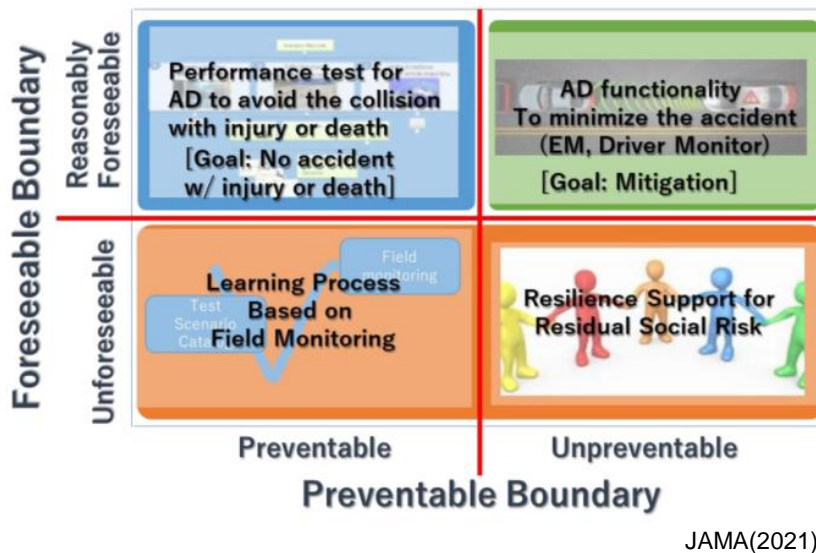 Foreseeable Boundary
Reasonably
Foreseeable
Performance test for
AD to avoid the collision
with injury or death
[Goal: No accident
w/ injury or death]
AD functionality
To minimize the accident
(EM, Driver Monitor)
[Goal: Mitigation]
Unforeseeable
Field
monitoring
Learning Process
Based on
Field Monitoring
Test
Scenario
Resilience Support for
Residual Social Risk
Preventable
Unpreventable
Preventable Boundary
JAMA(2021)